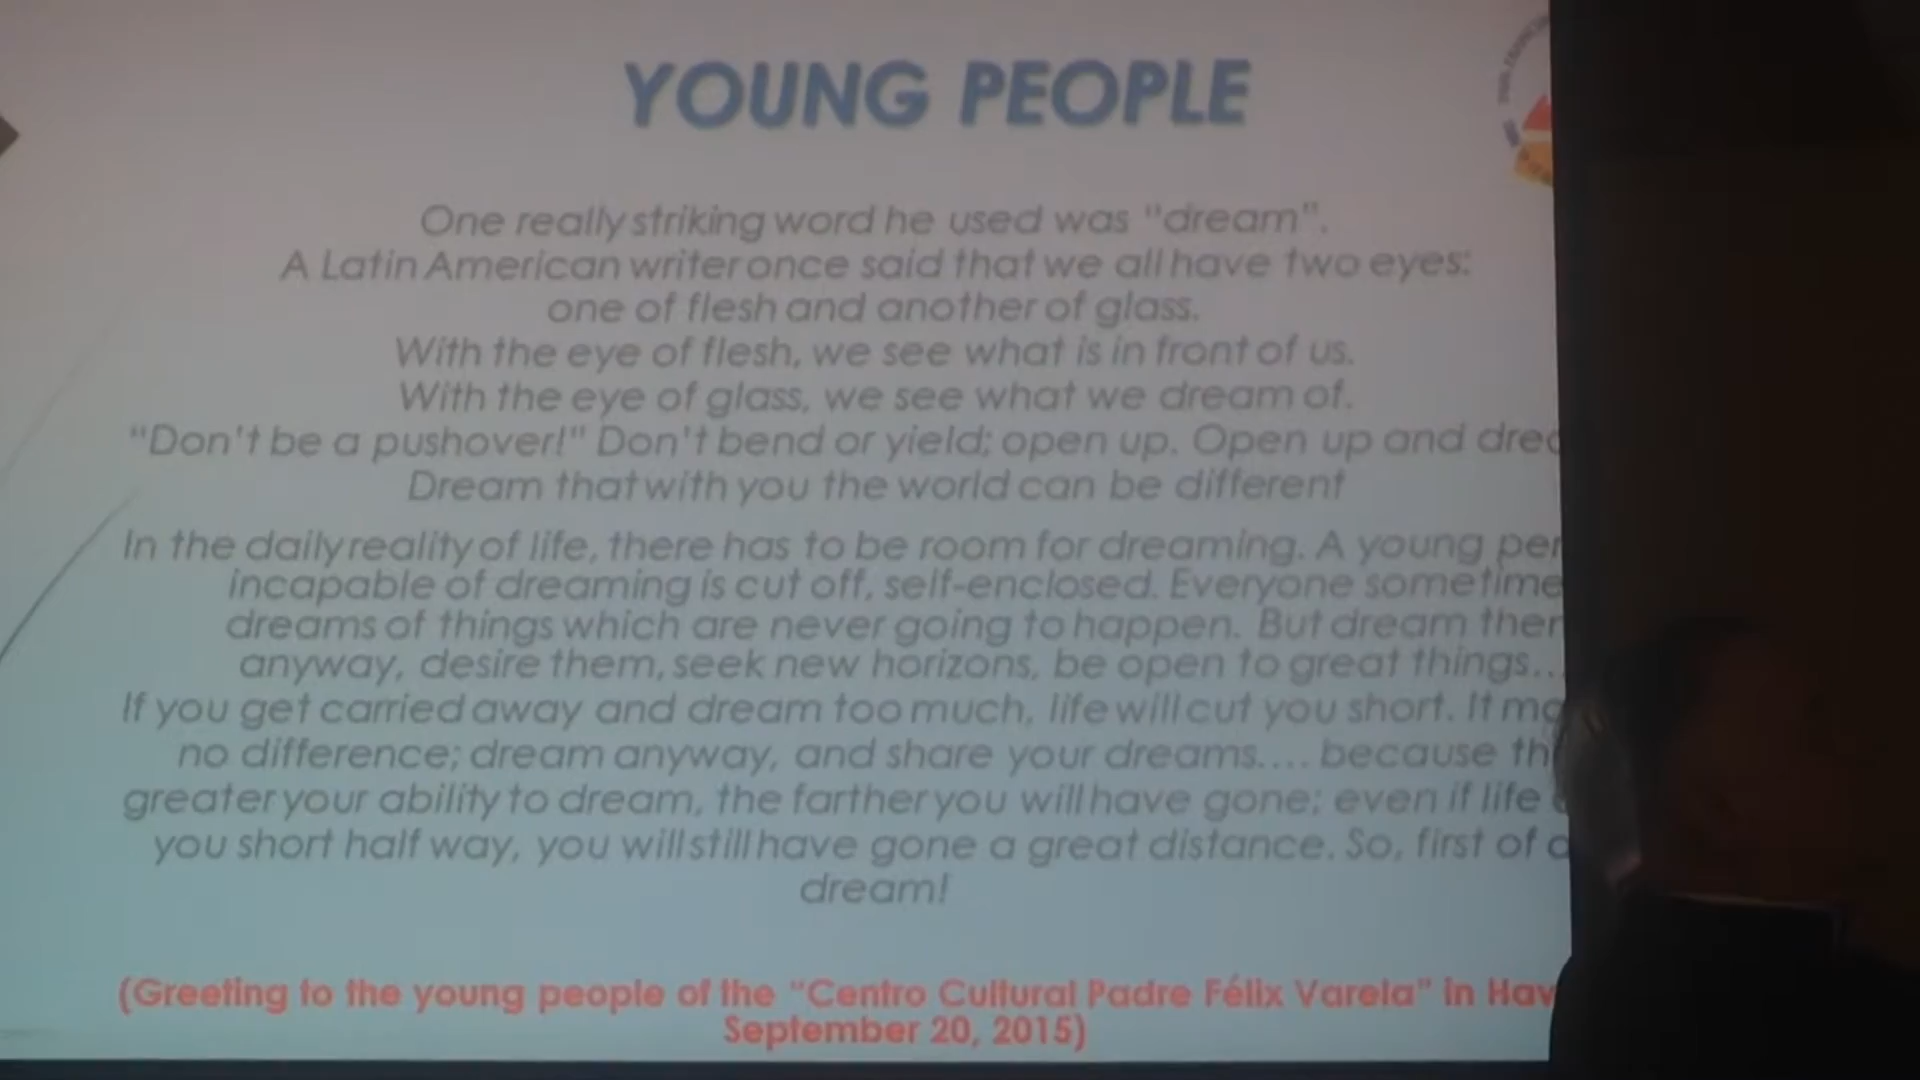 YOUNG PEOPLE
One really striking word he used was "dream".
A Latin American writer once said that we all have two eyes:
one of flesh and another of glass.
With the eye of flesh, we see what is in front of us.
With the eye of glass, we see what we dream of.
"Don't be a pushover!" Don't bend or yield; open up. Open up and
Dream that with you the world can be different
In the daily reality of life, there has to be room for dreaming. A young
incapable of dreaming is cut off, self-enclosed. Everyone sometime
dreams of things which are never going to happen. But dream
anyway, desire them, seek new horizons, be open to great things...
If you get carried away and dream too much, life will cut you short. It
no difference; dream anyway, and share your dreams.... because
greater your ability to dream, the farther you will have gone; even if life
you short half way, you will still have gone a great distance. So, first of
dream!
(Greeting to the young people of the "Centro Cultural Padre Félix Varela" in Hav
September 20, 2015)